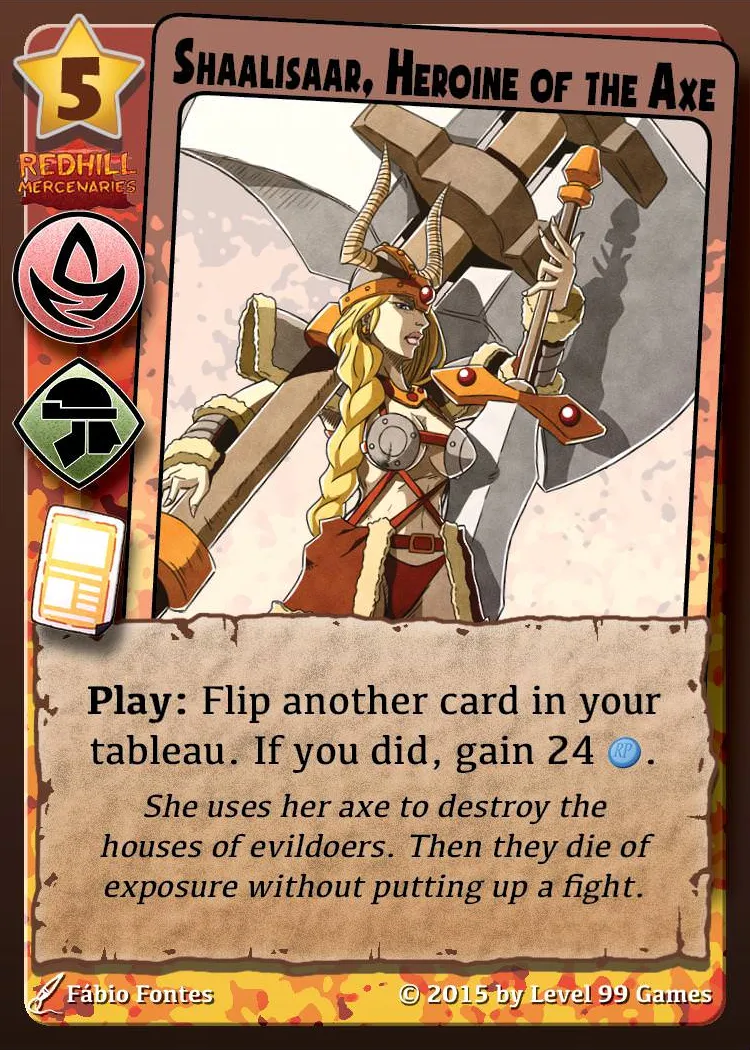 5
Shaalisaar, Heroine of the Axe
REDHILL
MERCENARIES
Play: Flip another card in your
tableau. If you did, gain 24 RP.
She uses her axe to destroy the
houses of evildoers. Then they die of
exposure without putting up a fight.
Fábio Fontes
© 2015 by Level 99 Games